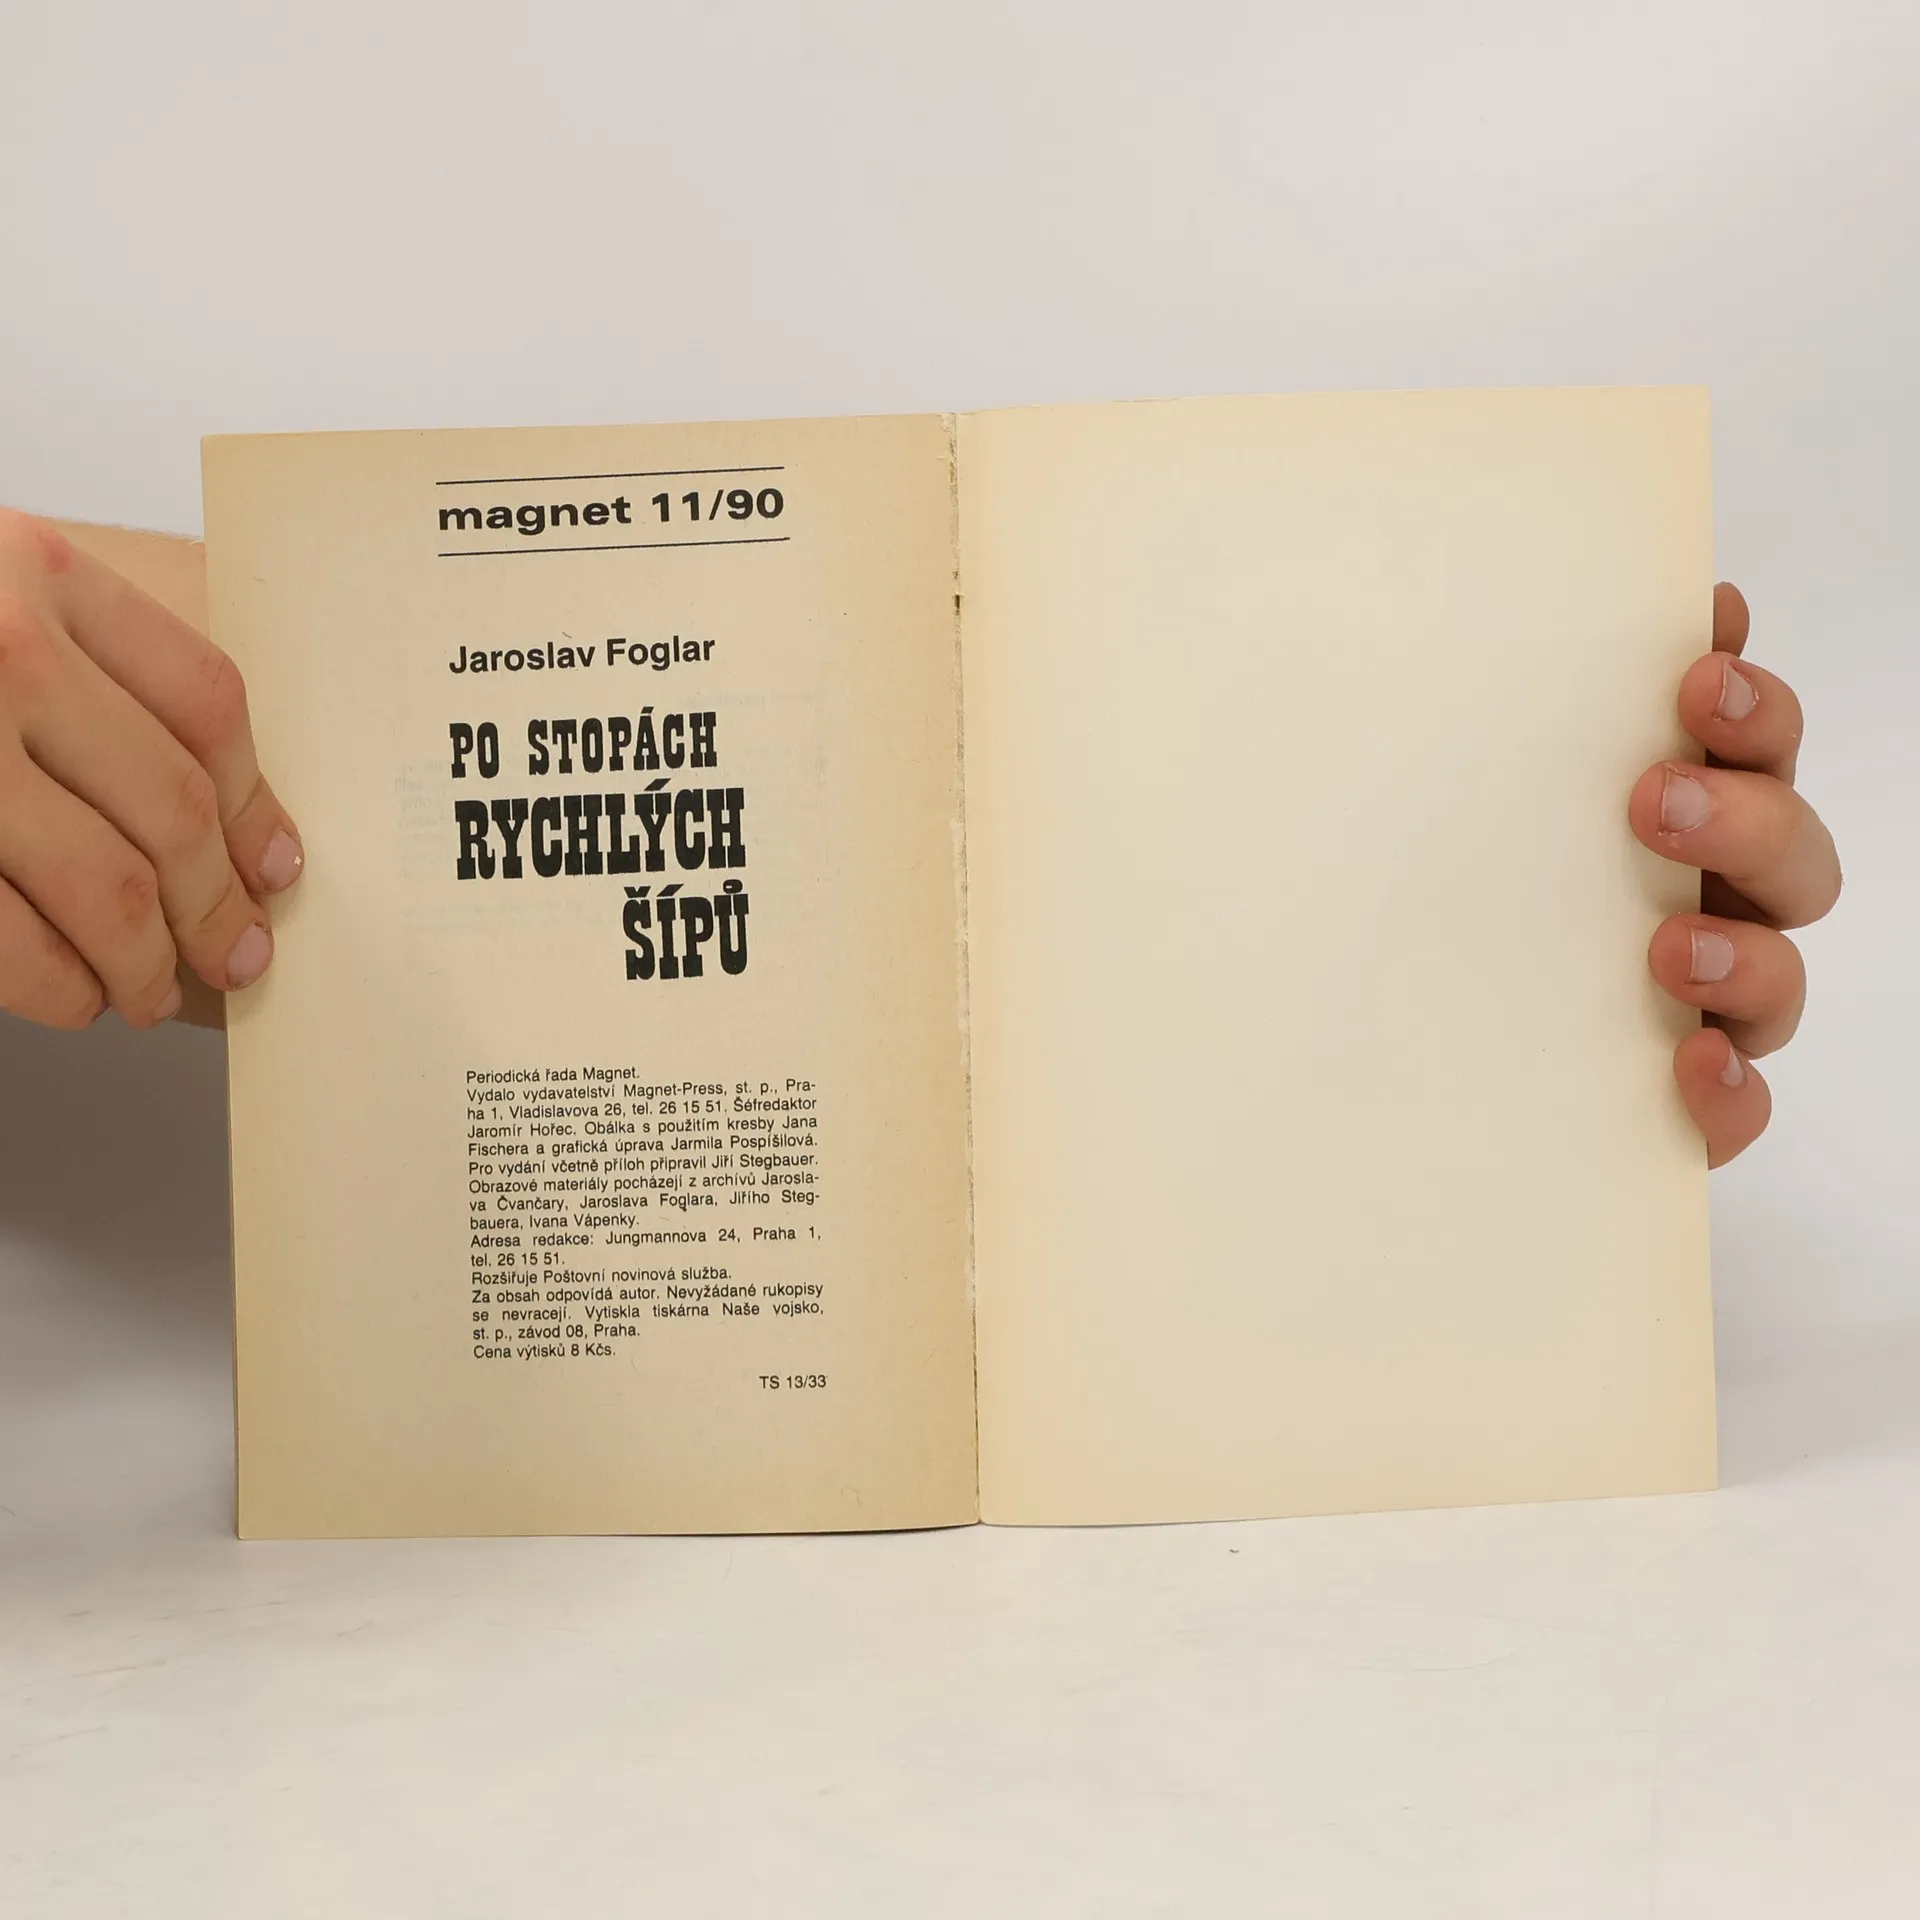 magnet 11/90
Jaroslav Foglar
PO STOPÁCH
RYCHLÝCH
ŠÍPŮ
Periodická řada Magnet.
Vydalo vydavatelství Magnet-Press, st. p., Pra-
ha 1, Vladislavova 26, tel. 26 15 51. Šéfredaktor
Jaromír Hořec. Obálka s použitím kresby Jana
Fischera a grafická úprava Jarmila Pospíšilová.
Pro vydání včetně příloh připravil Jiří Stegbauer.
Obrazové materiály pocházejí z archívů Jarosla-
va Čvančary, Jaroslava Foglara, Jiřího Steg-
bauera, Ivana Vápenky.
Adresa redakce: Jungmannova 24, Praha 1,
tel. 26 15 51.
Rozšiřuje Poštovní novinová služba.
Za obsah odpovídá autor. Nevyžádané rukopisy
se nevracejí. Vytiskla tiskárna Naše vojsko,
st. p., závod 08, Praha.
Cena výtisků 8 Kčs.
TS 13/33